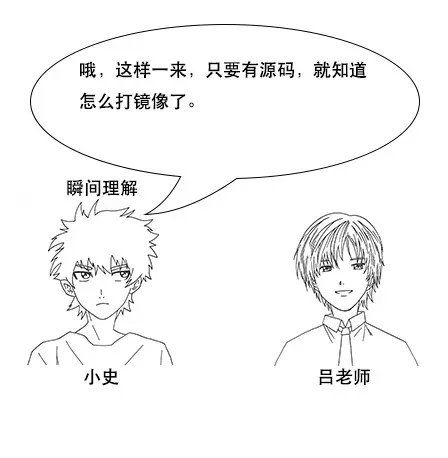 哦，这样一来，只要有源码，就知道
怎么打镜像了。
瞬间理解
小史
吕老师